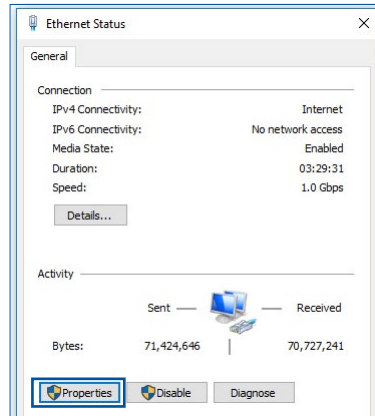 Ethernet Status
General
Connection
IPv4 Connectivity: Internet
IPv6 Connectivity: No network access
Media State: Enabled
Duration: 03:29:31
Speed: 1.0 Gbps
Details...
Activity
Sent — — Received
Bytes: 71,424,646 | 70,727,241
Properties Disable Diagnose